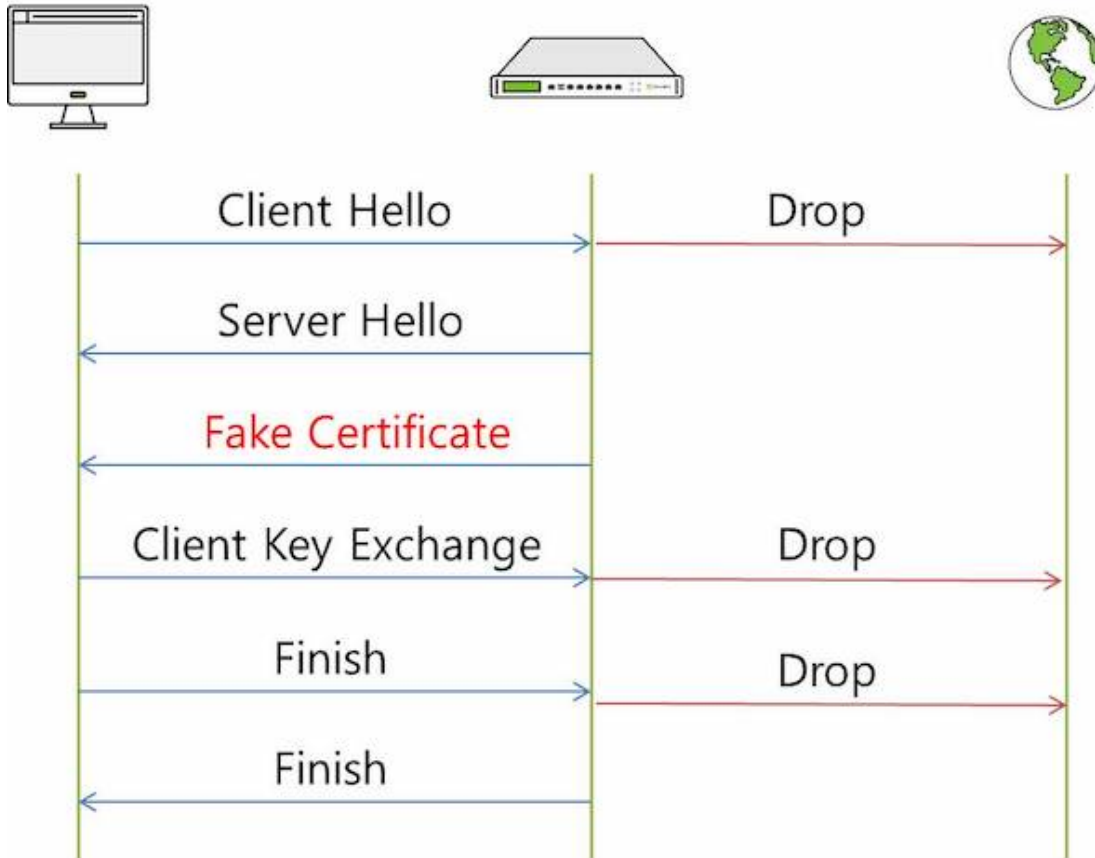 Client Hello
Drop
Server Hello
Fake Certificate
Client Key Exchange
Drop
Finish
Drop
Finish